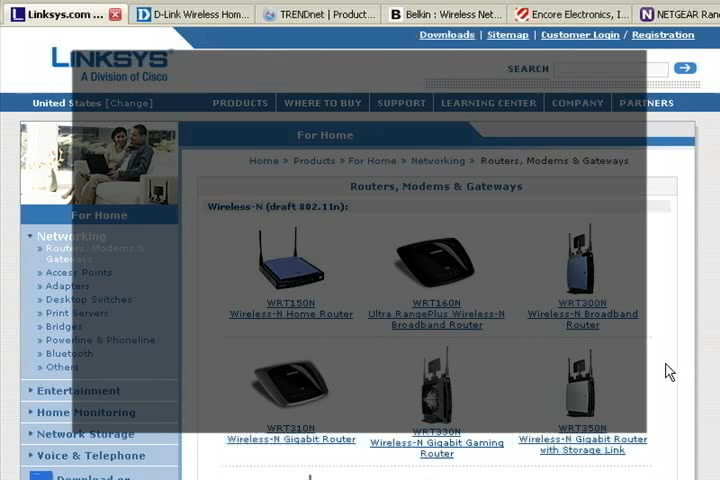 Linksys.com ...
D-Link Wireless Hom...
TRENDnet | Product...
Belkin : Wireless Net...
Encore Electronics, I...
NETGEAR Ran
Downloads | Sitemap | Customer Login / Registration
LINKSYS®
A Division of Cisco
SEARCH
United States [Change]
PRODUCTS
WHERE TO BUY
SUPPORT
LEARNING CENTER
COMPANY
PARTNERS
For Home
Home » Products » For Home » Networking » Routers, Modems & Gateways
Routers, Modems & Gateways
Wireless-N (draft 802.11n):
For Home
Networking
» Routers, Modems &
Gateways
» Access Points
» Adapters
» Desktop Switches
» Print Servers
» Bridges
» Powerline & Phoneline
» Bluetooth
» Others
Entertainment
Home Monitoring
Network Storage
Voice & Telephone
Download or
WRT150N
Wireless-N Home Router
WRT160N
Ultra RangePlus Wireless-N
Broadband Router
WRT300N
Wireless-N Broadband
Router
WRT310N
Wireless-N Gigabit Router
WRT330N
Wireless-N Gigabit Gaming
Router
WRT350N
Wireless-N Gigabit Router
with Storage Link